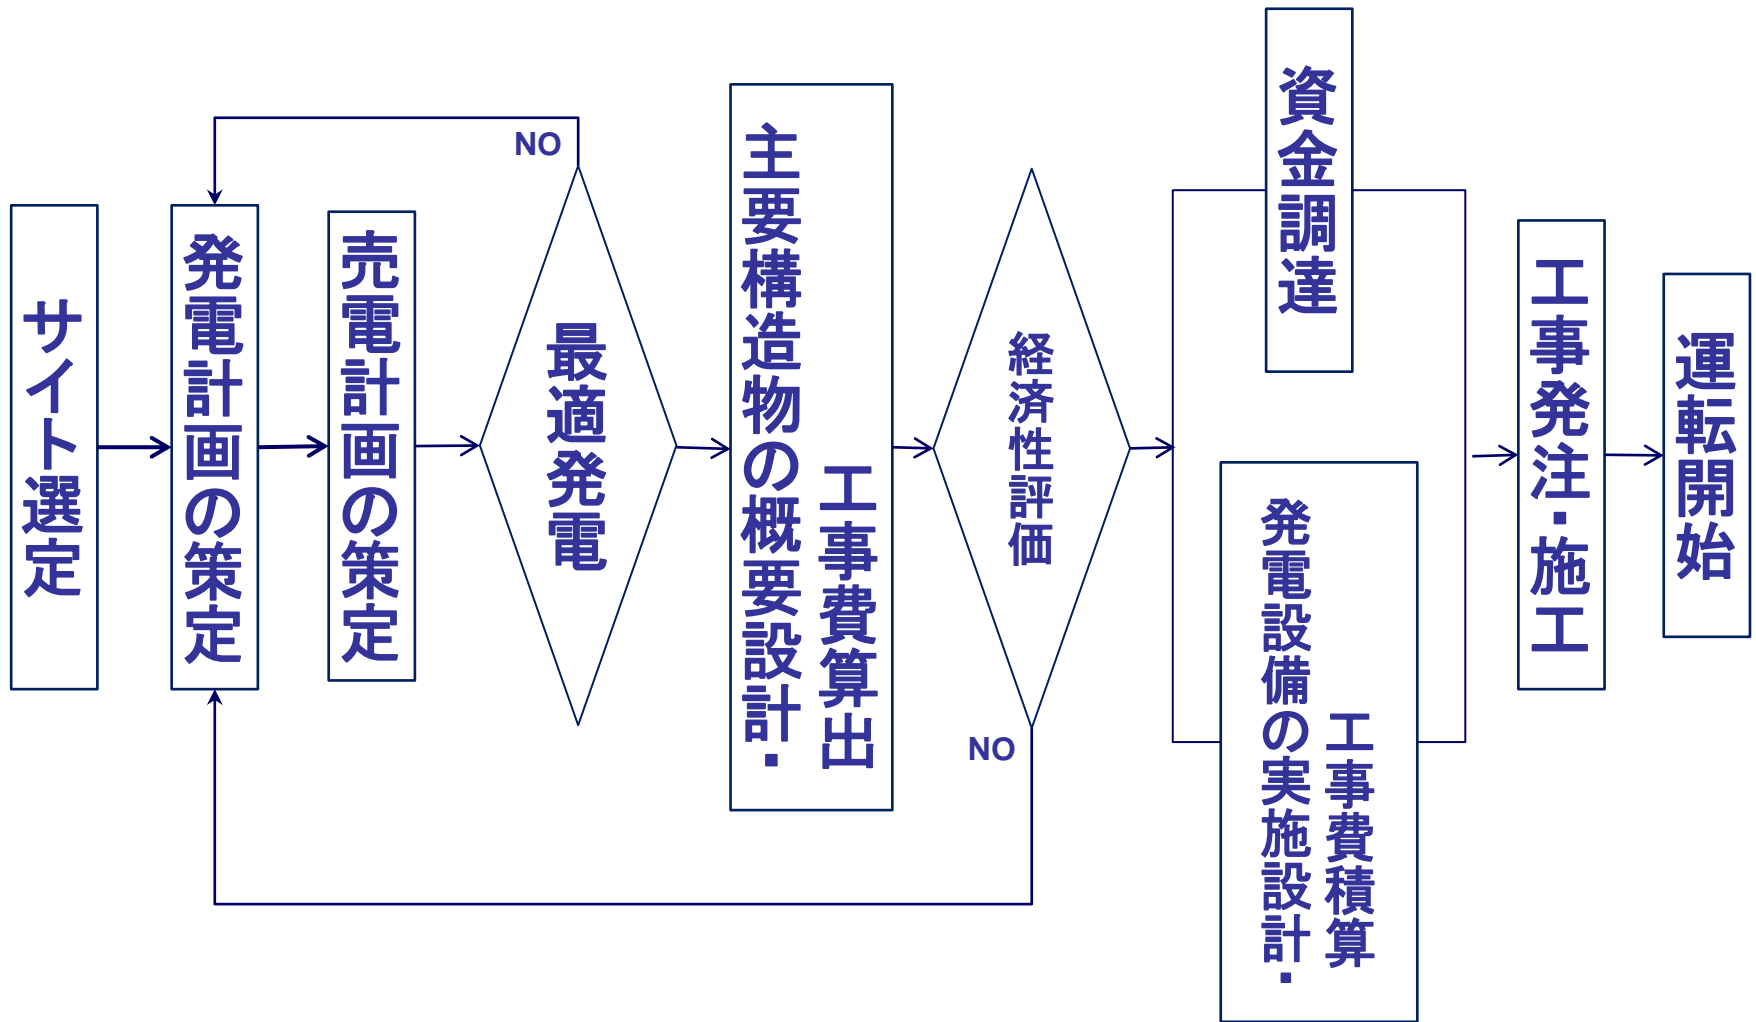 サイト選定
発電計画の策定
売電計画の策定
NO
最適発電
主要構造物の概要設計・
工事費算出
経済性評価
NO
資金調達
発電設備の実施設計・
工事費積算
工事発注・施工
運転開始